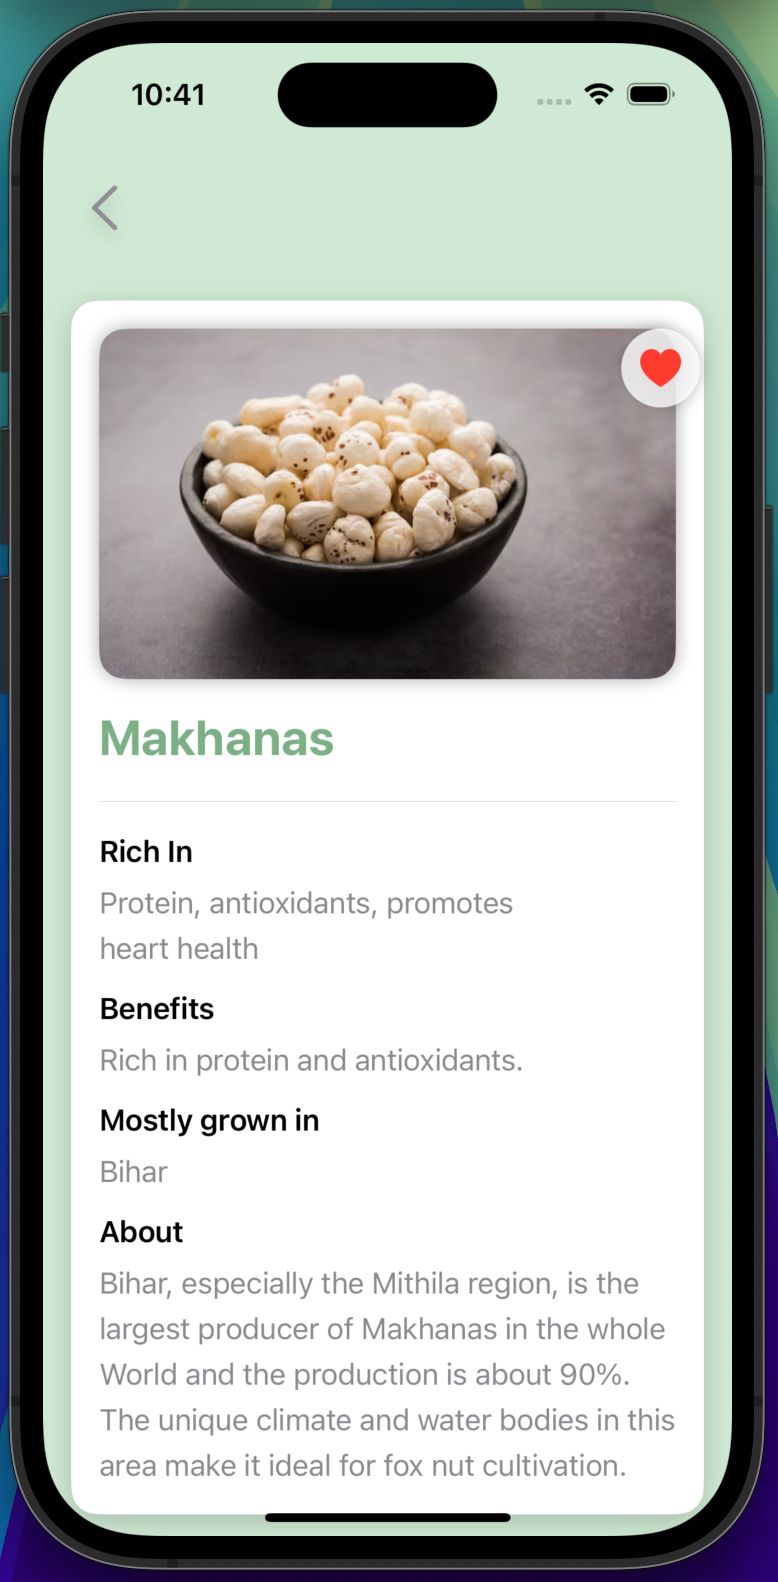 10:41
Makhanas
Rich In
Protein, antioxidants, promotes
heart health
Benefits
Rich in protein and antioxidants.
Mostly grown in
Bihar
About
Bihar, especially the Mithila region, is the
largest producer of Makhanas in the whole
World and the production is about 90%.
The unique climate and water bodies in this
area make it ideal for fox nut cultivation.